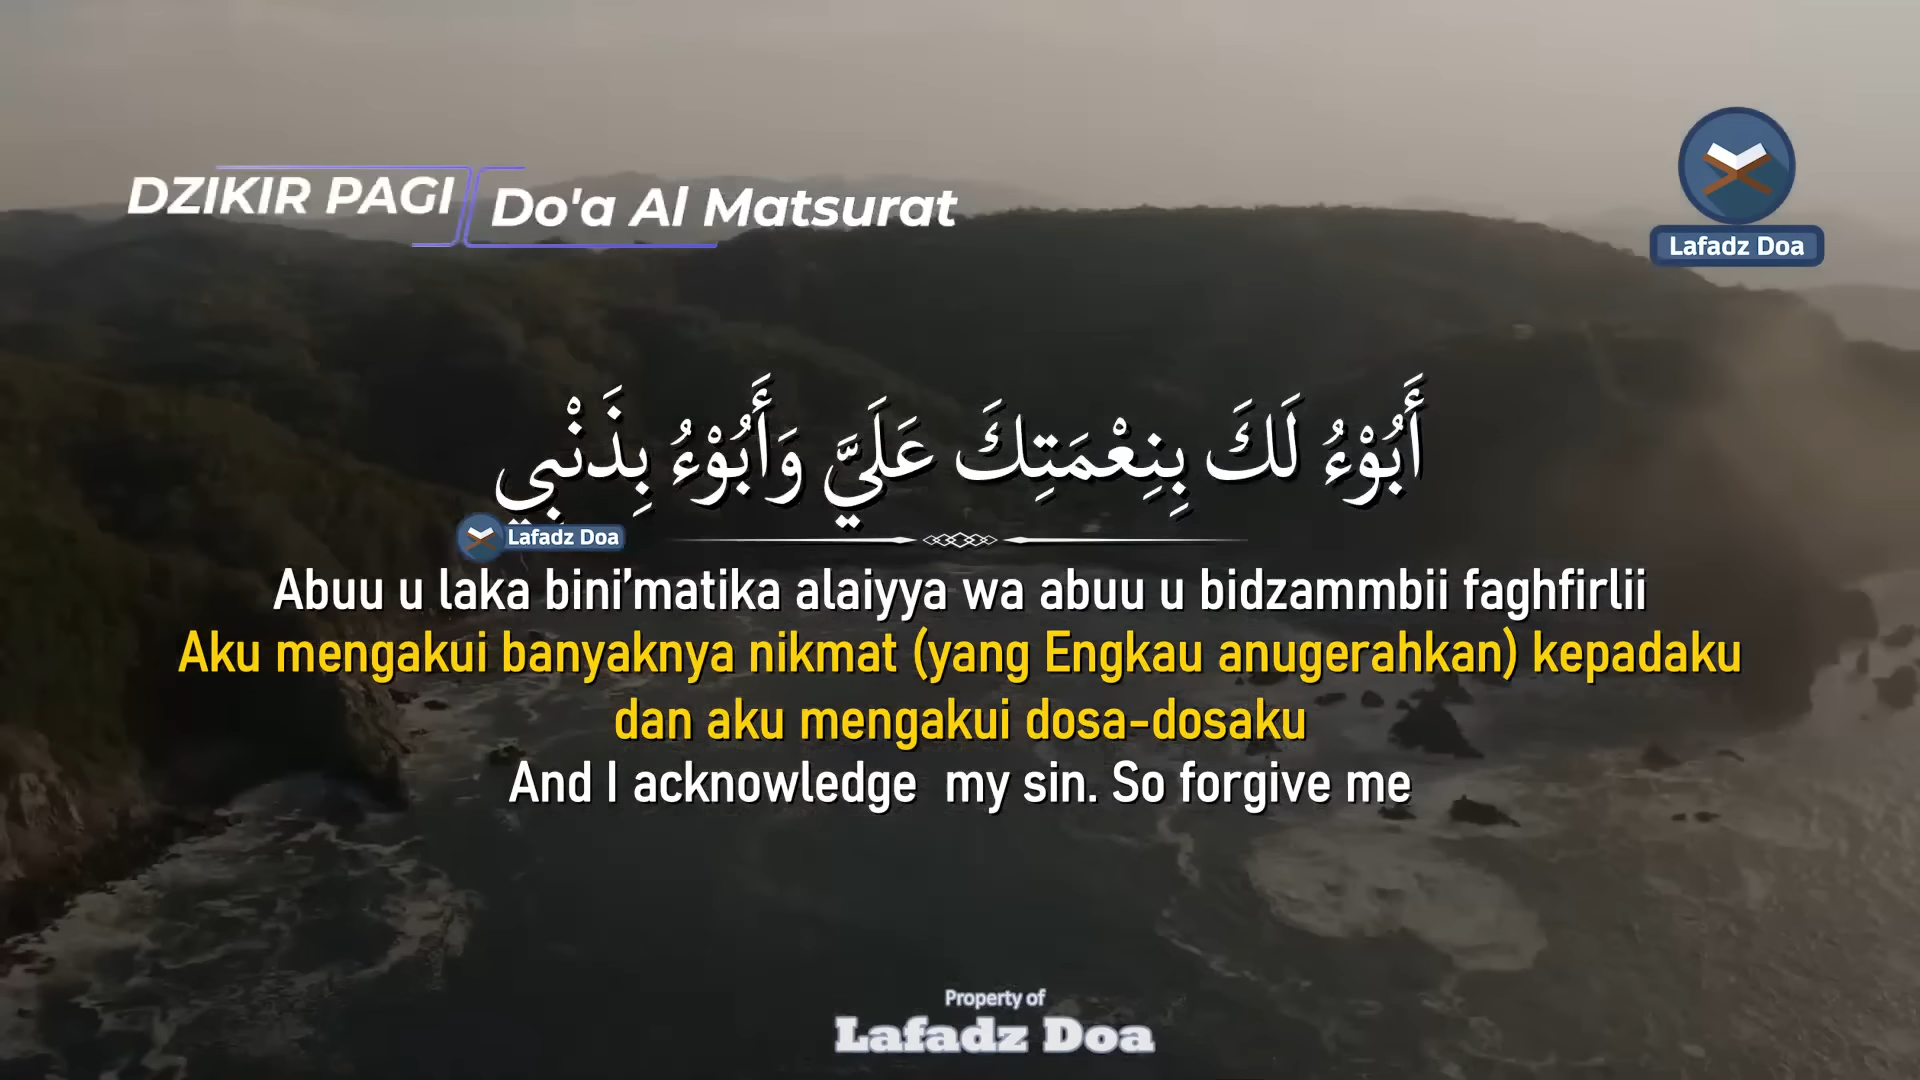 DZIKIR PAGI
Do'a Al Matsurat
Lafadz Doa
أَبُوْءُ لَكَ بِنِعْمَتِكَ عَلَيَّ وَأَبُوْءُ بِذَنْبِي
Lafadz Doa
Abuu u laka bini’matika alaiyya wa abuu u bidzammbii faghfirlii
Aku mengakui banyaknya nikmat (yang Engkau anugerahkan) kepadaku
dan aku mengakui dosa-dosaku
And I acknowledge my sin. So forgive me
Property of
Lafadz Doa